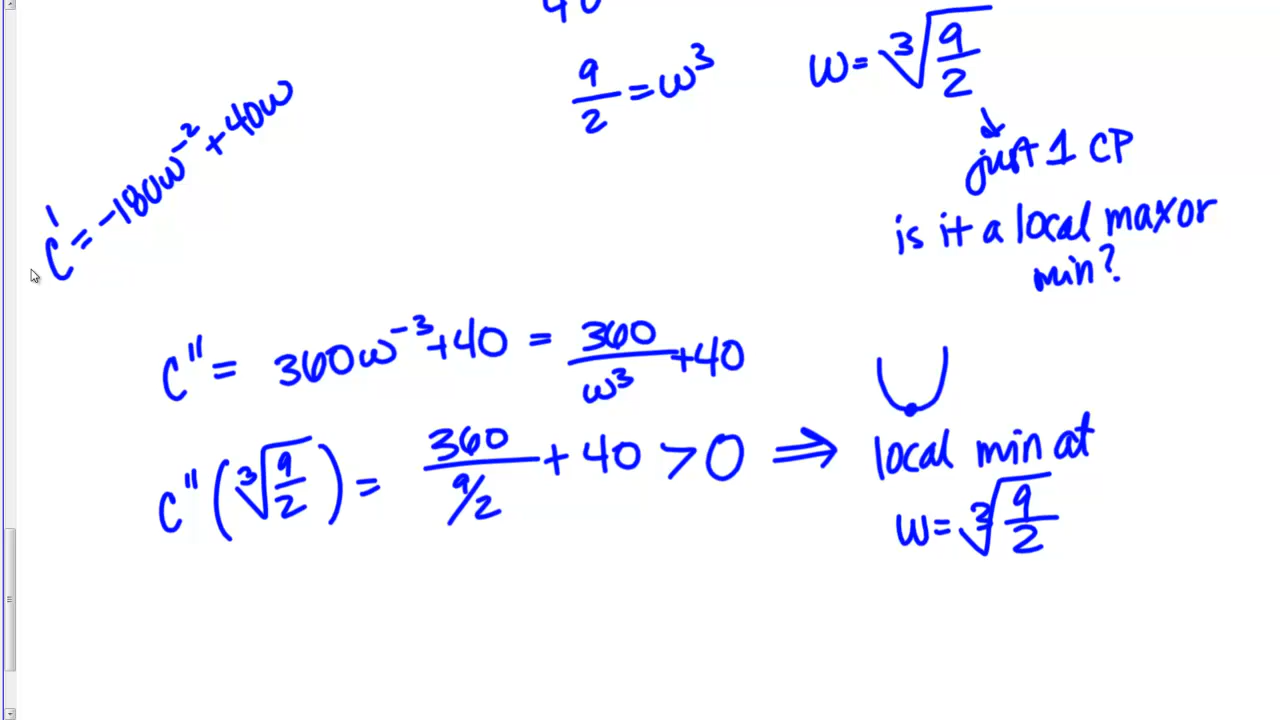 40
9/2 = w³
w = ∛(9/2)
just 1 CP
is it a local max or
min?
C' = -180w⁻² + 40w
C'' = 360w⁻³ + 40 = 360/w³ + 40
C''(∛(9/2)) = 360/(9/2) + 40 > 0 ⇒ local min at
w = ∛(9/2)